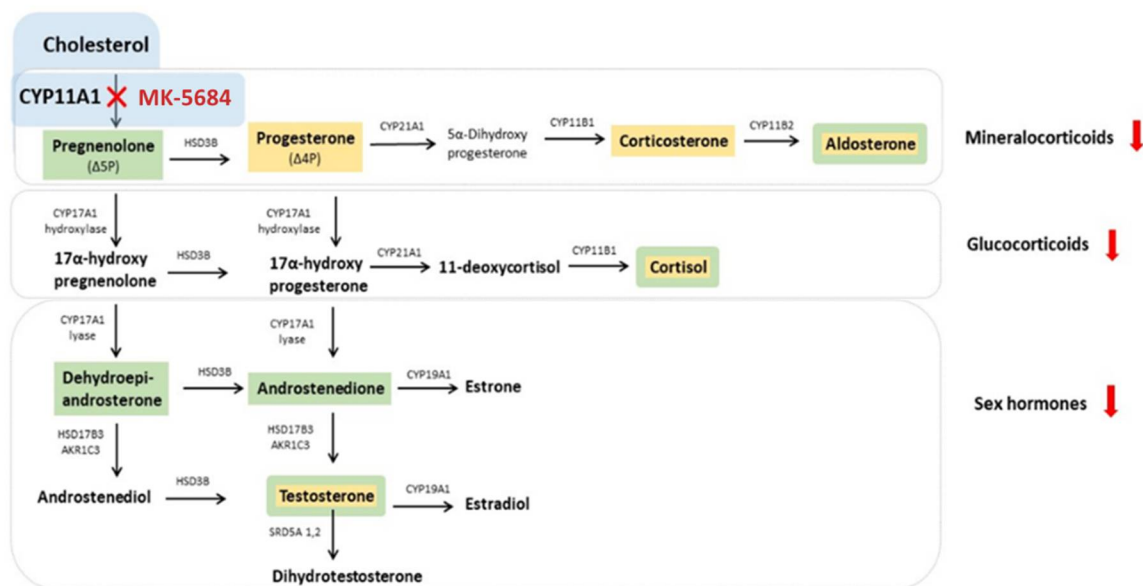 Cholesterol
CYP11A1 MK-5684
Pregnenolone
(Δ5P)
HSD3B
Progesterone
(Δ4P)
CYP21A1
5α-Dihydroxy
progesterone
CYP11B1
Corticosterone
CYP11B2
Aldosterone
Mineralocorticoids
CYP17A1
hydroxylase
CYP17A1
hydroxylase
17α-hydroxy
pregnenolone
HSD3B
17α-hydroxy
progesterone
CYP21A1
11-deoxycortisol
CYP11B1
Cortisol
Glucocorticoids
CYP17A1
lyase
CYP17A1
lyase
Dehydroepi-
androsterone
HSD3B
Androstenedione
CYP19A1
Estrone
Sex hormones
HSD17B3
AKR1C3
HSD17B3
AKR1C3
Androstenediol
HSD3B
Testosterone
CYP19A1
Estradiol
SRD5A 1,2
Dihydrotestosterone